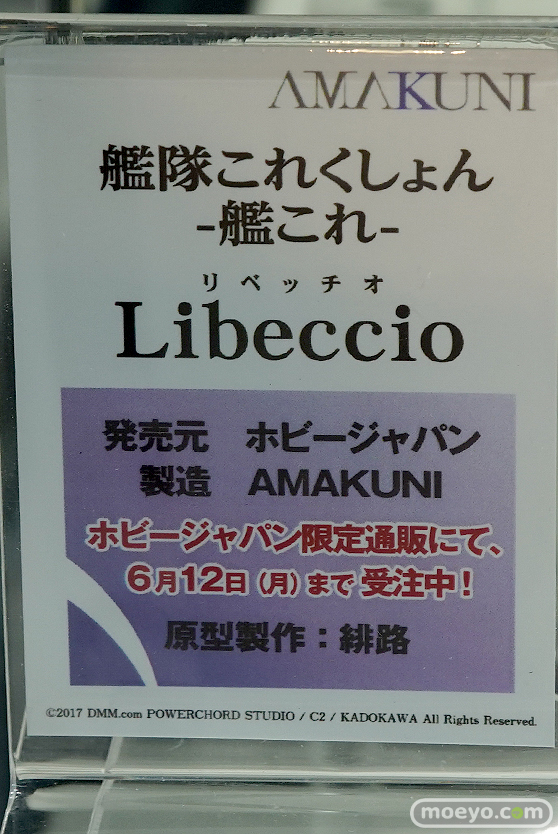 AMAKUNI
艦隊これくしょん
-艦これ-
リベッチオ
Libeccio
発売元 ホビージャパン
製造 AMAKUNI
ホビージャパン限定通販にて、
6月12日（月）まで受注中！
原型製作：緋路
©2017 DMM.com POWERCHORD STUDIO / C2 / KADOKAWA All Rights Reserved.
moeyo.com